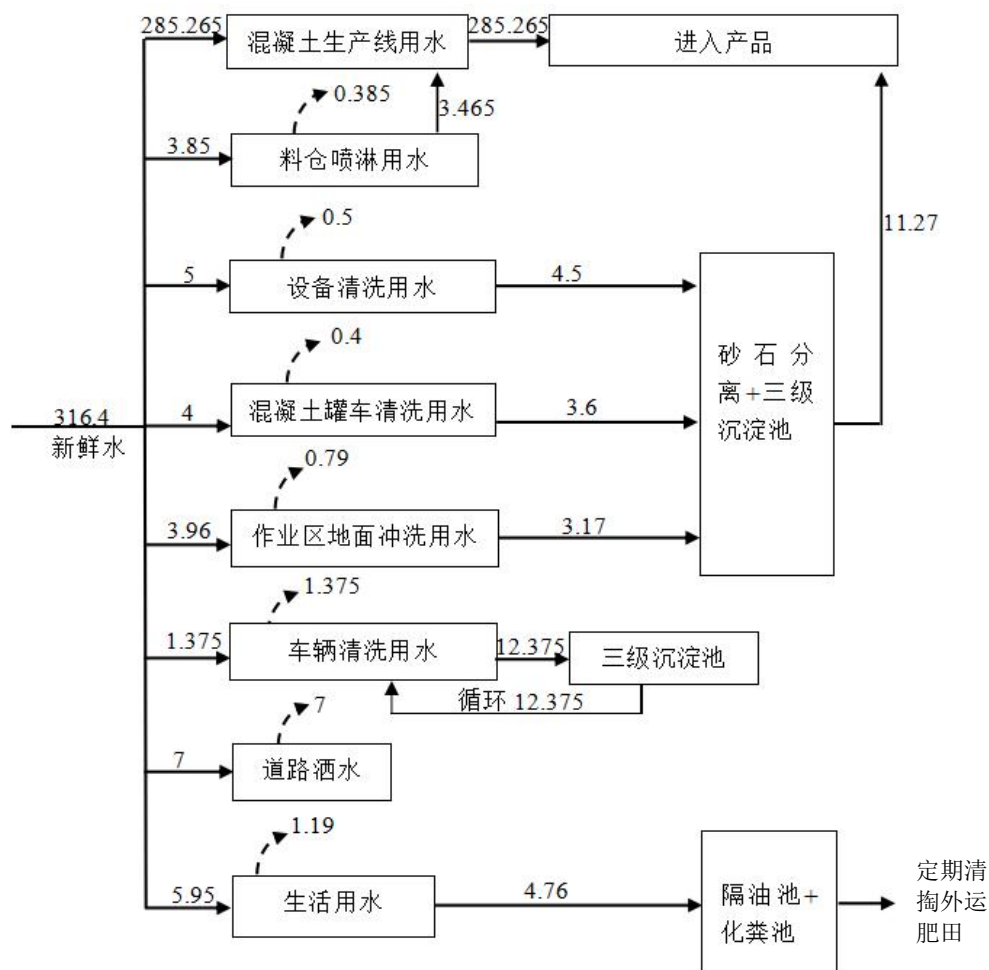 285.265
混凝土生产线用水
285.265
进入产品
0.385
3.465
3.85
料仓喷淋用水
0.5
11.27
5
设备清洗用水
4.5
0.4
砂石分
离+三级
沉淀池
4
混凝土罐车清洗用水
3.6
316.4
新鲜水
0.79
3.96
作业区地面冲洗用水
3.17
1.375
1.375
车辆清洗用水
12.375
三级沉淀池
循环 12.375
7
7
道路洒水
1.19
5.95
生活用水
4.76
隔油池+
化粪池
定期清
掏外运
肥田